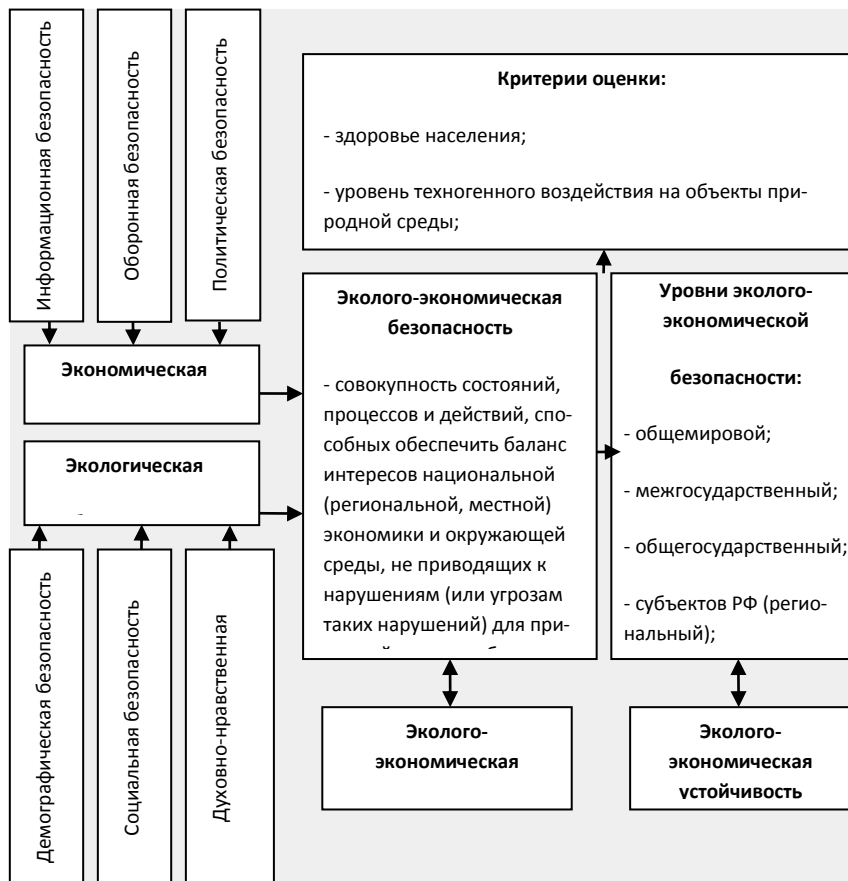 Информационная безопасность
Оборонная безопасность
Политическая безопасность
Экономическая
Экологическая
Демографическая безопасность
Социальная безопасность
Духовно-нравственная
Критерии оценки:
- здоровье населения;
- уровень техногенного воздействия на объекты при-
родной среды;
Эколого-экономическая
безопасность
- совокупность состояний,
процессов и действий, спо-
собных обеспечить баланс
интересов национальной
(региональной, местной)
экономики и окружающей
среды, не приводящих к
нарушениям (или угрозам
таких нарушений) для при-
Уровни эколого-
экономической
безопасности:
- общемировой;
- межгосударственный;
- общегосударственный;
- субъектов РФ (регио-
нальный);
Эколого-
экономическая
Эколого-
экономическая
устойчивость